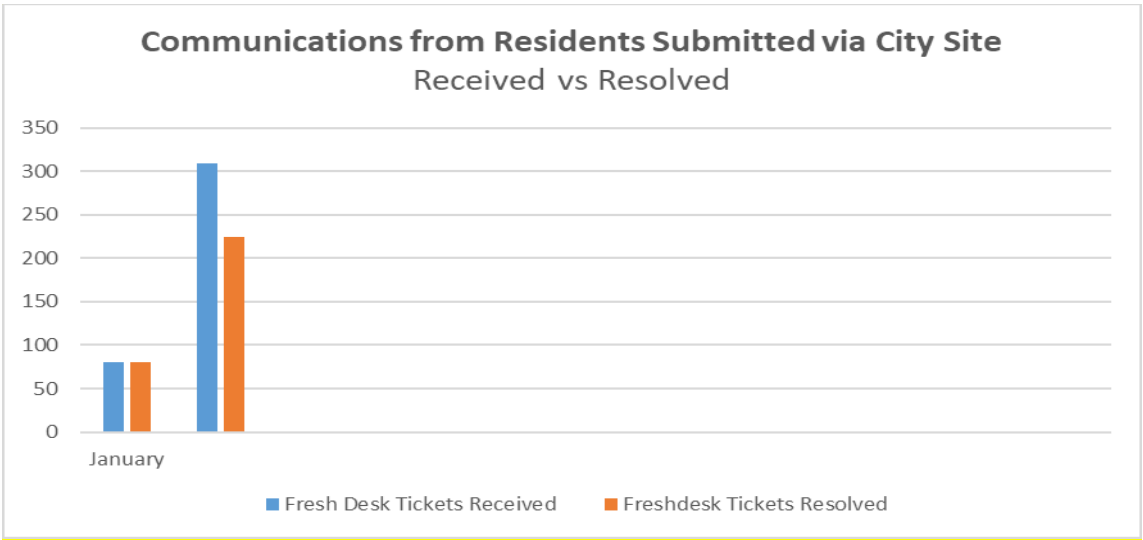 Communications from Residents Submitted via City Site
Received vs Resolved
350
300
250
200
150
100
50
0
January
Fresh Desk Tickets Received Freshdesk Tickets Resolved